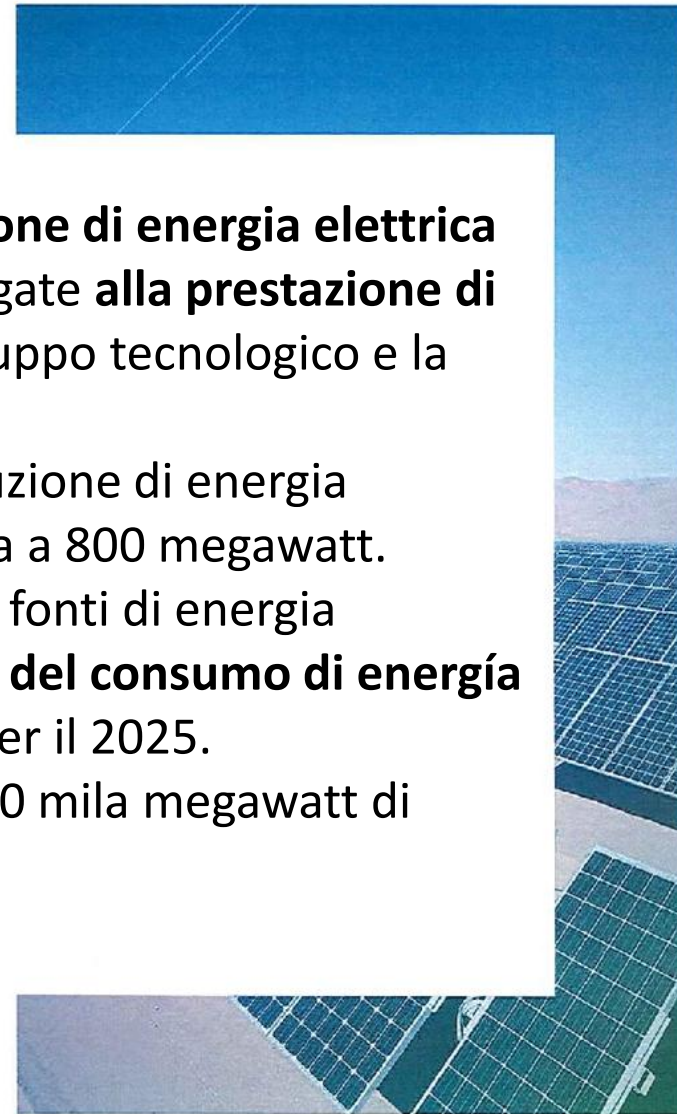 one di energia elettrica
gate alla prestazione di
uppo tecnologico e la
uzione di energia
a a 800 megawatt.
fonti di energia
del consumo di energía
er il 2025.
0 mila megawatt di